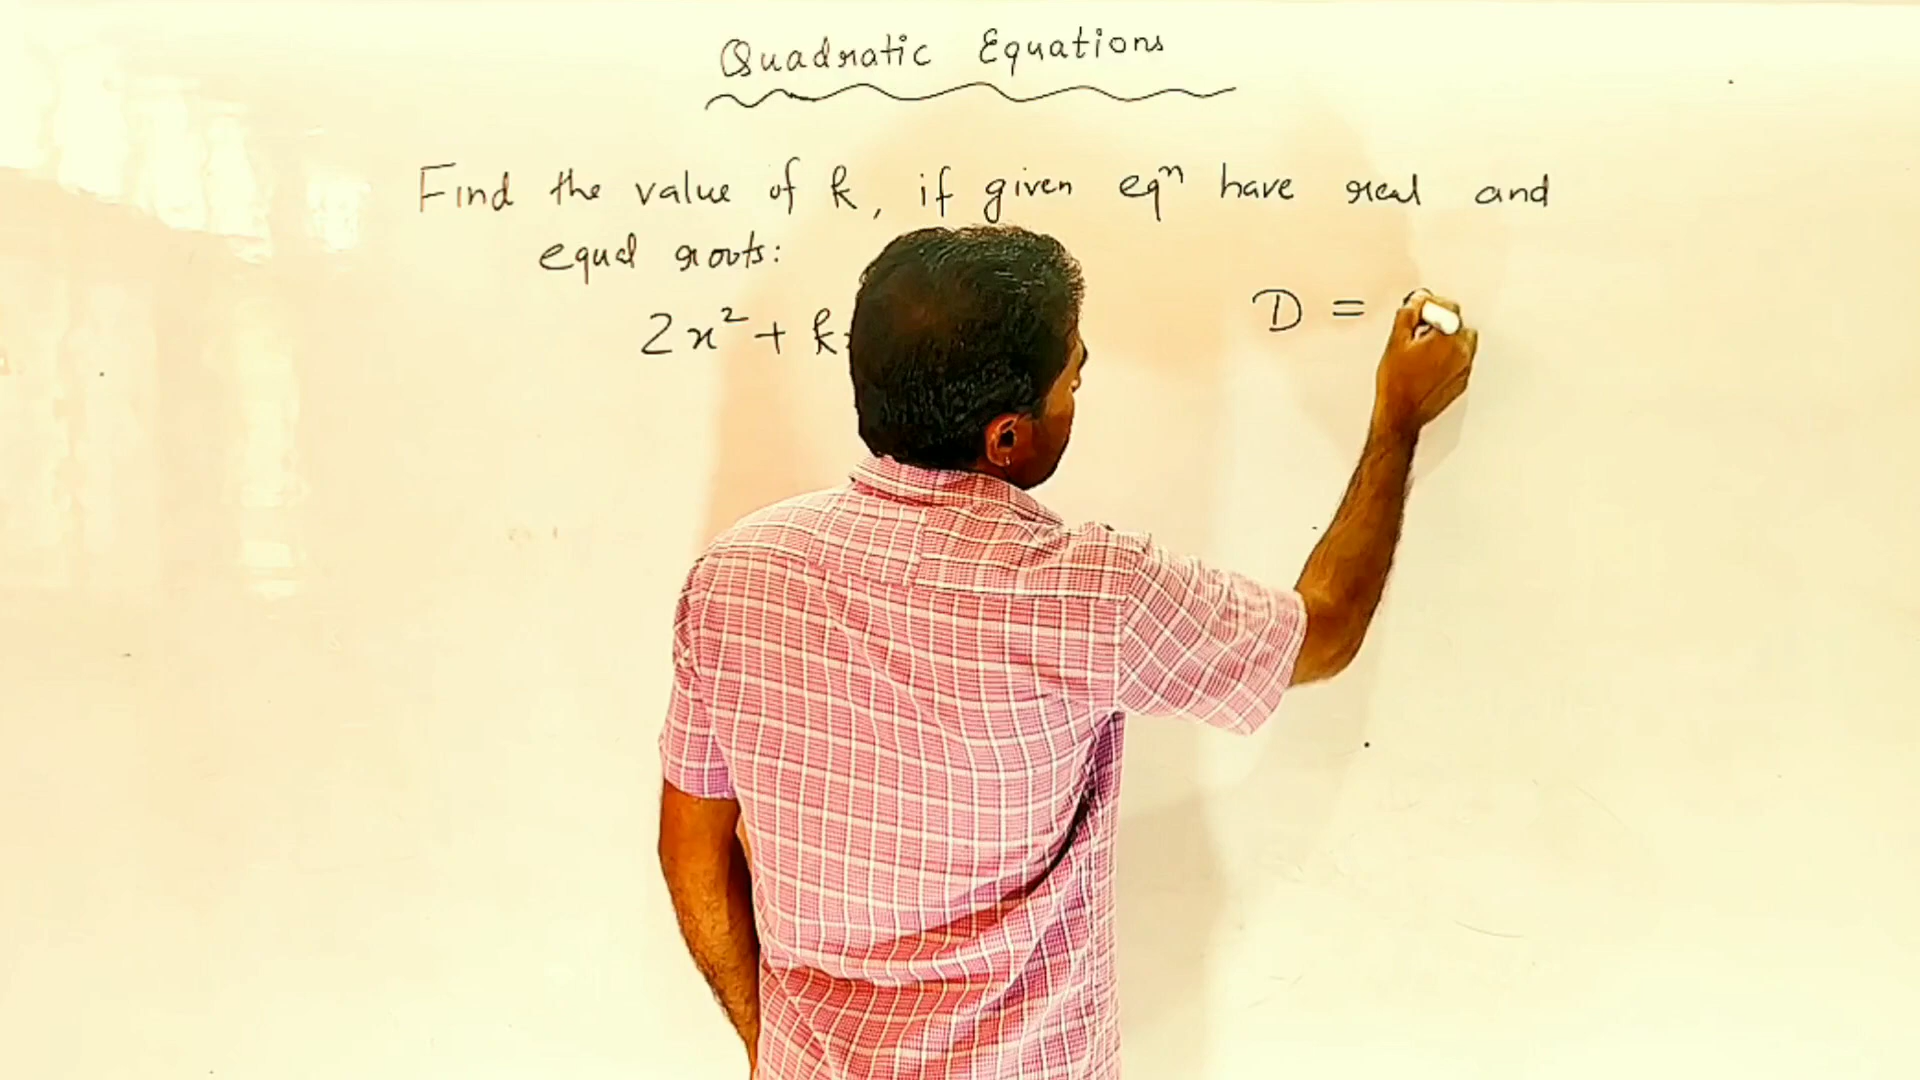 Quadratic Equations
Find the value of k, if given eqⁿ have real and
equal roots:
2x² + k
D =